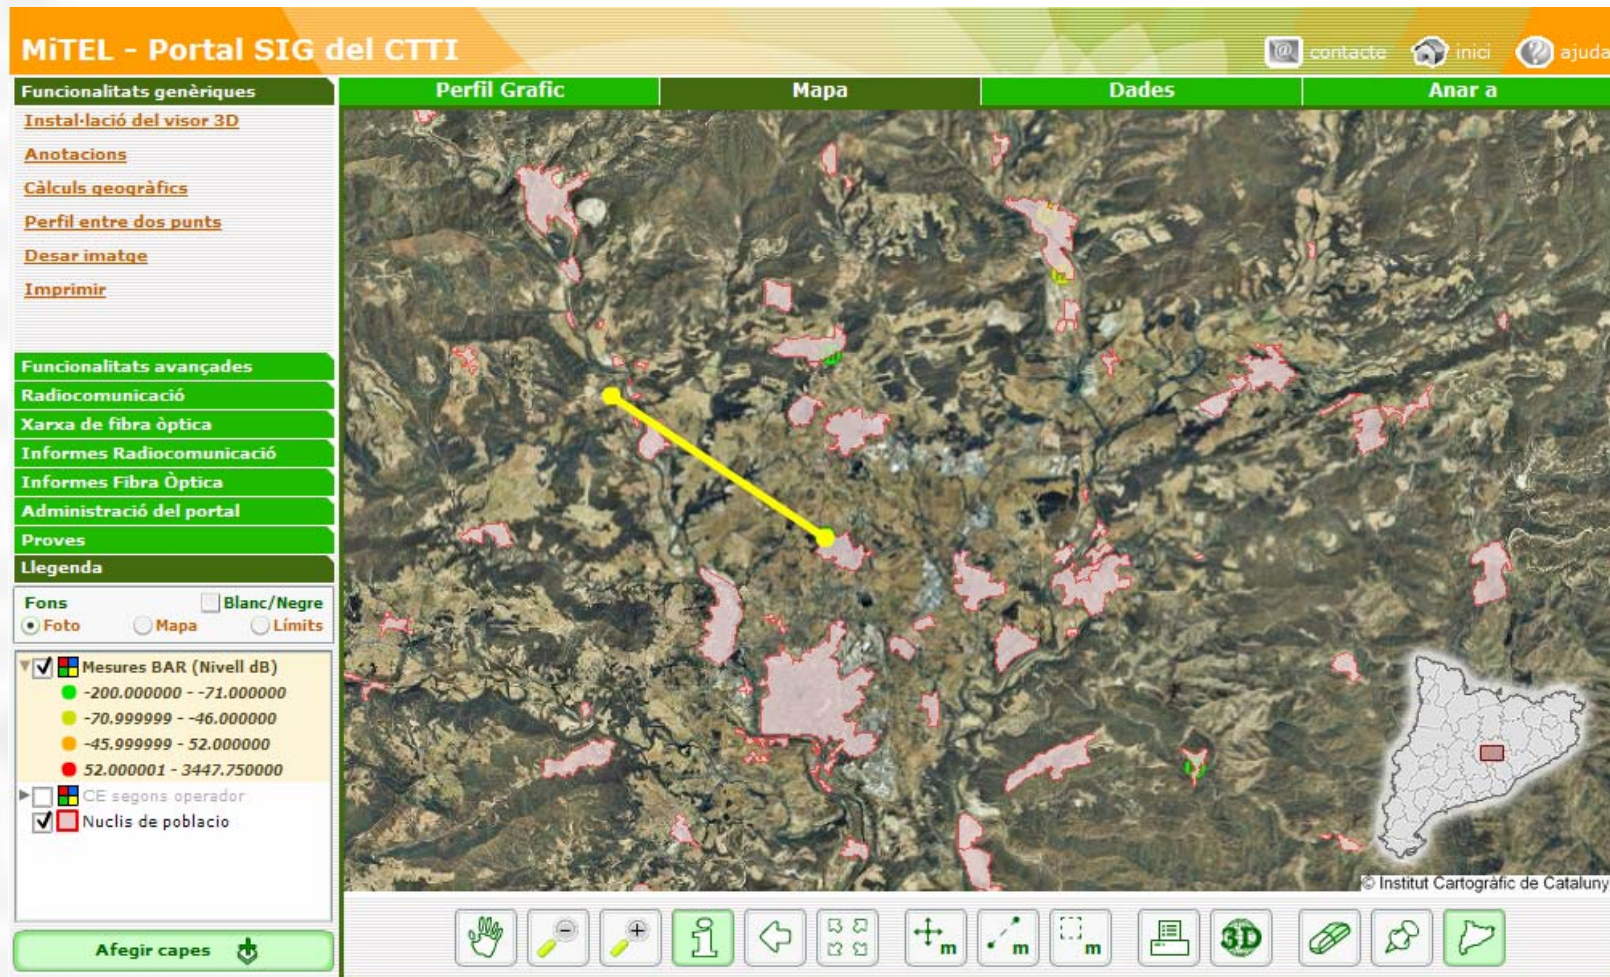 MiTEL - Portal SIG del CTTI
contacte
inici
ajuda
Funcionalitats genèriques
Perfil Grafic
Mapa
Dades
Anar a
Instal·lació del visor 3D
Anotacions
Càlculs geogràfics
Perfil entre dos punts
Desar imatge
Imprimir
Funcionalitats avançades
Radiocomunicació
Xarxa de fibra òptica
Informes Radiocomunicació
Informes Fibra Òptica
Administració del portal
Proves
Llegenda
Fons
Blanc/Negre
Foto
Mapa
Límits
Mesures BAR (Nivell dB)
-200.000000 - -71.000000
-70.999999 - -46.000000
-45.999999 - 52.000000
52.000001 - 3447.750000
CE segons operador
Nuclis de poblacio
© Institut Cartogràfic de Cataluny
Afegir capes
m
m
m
3D